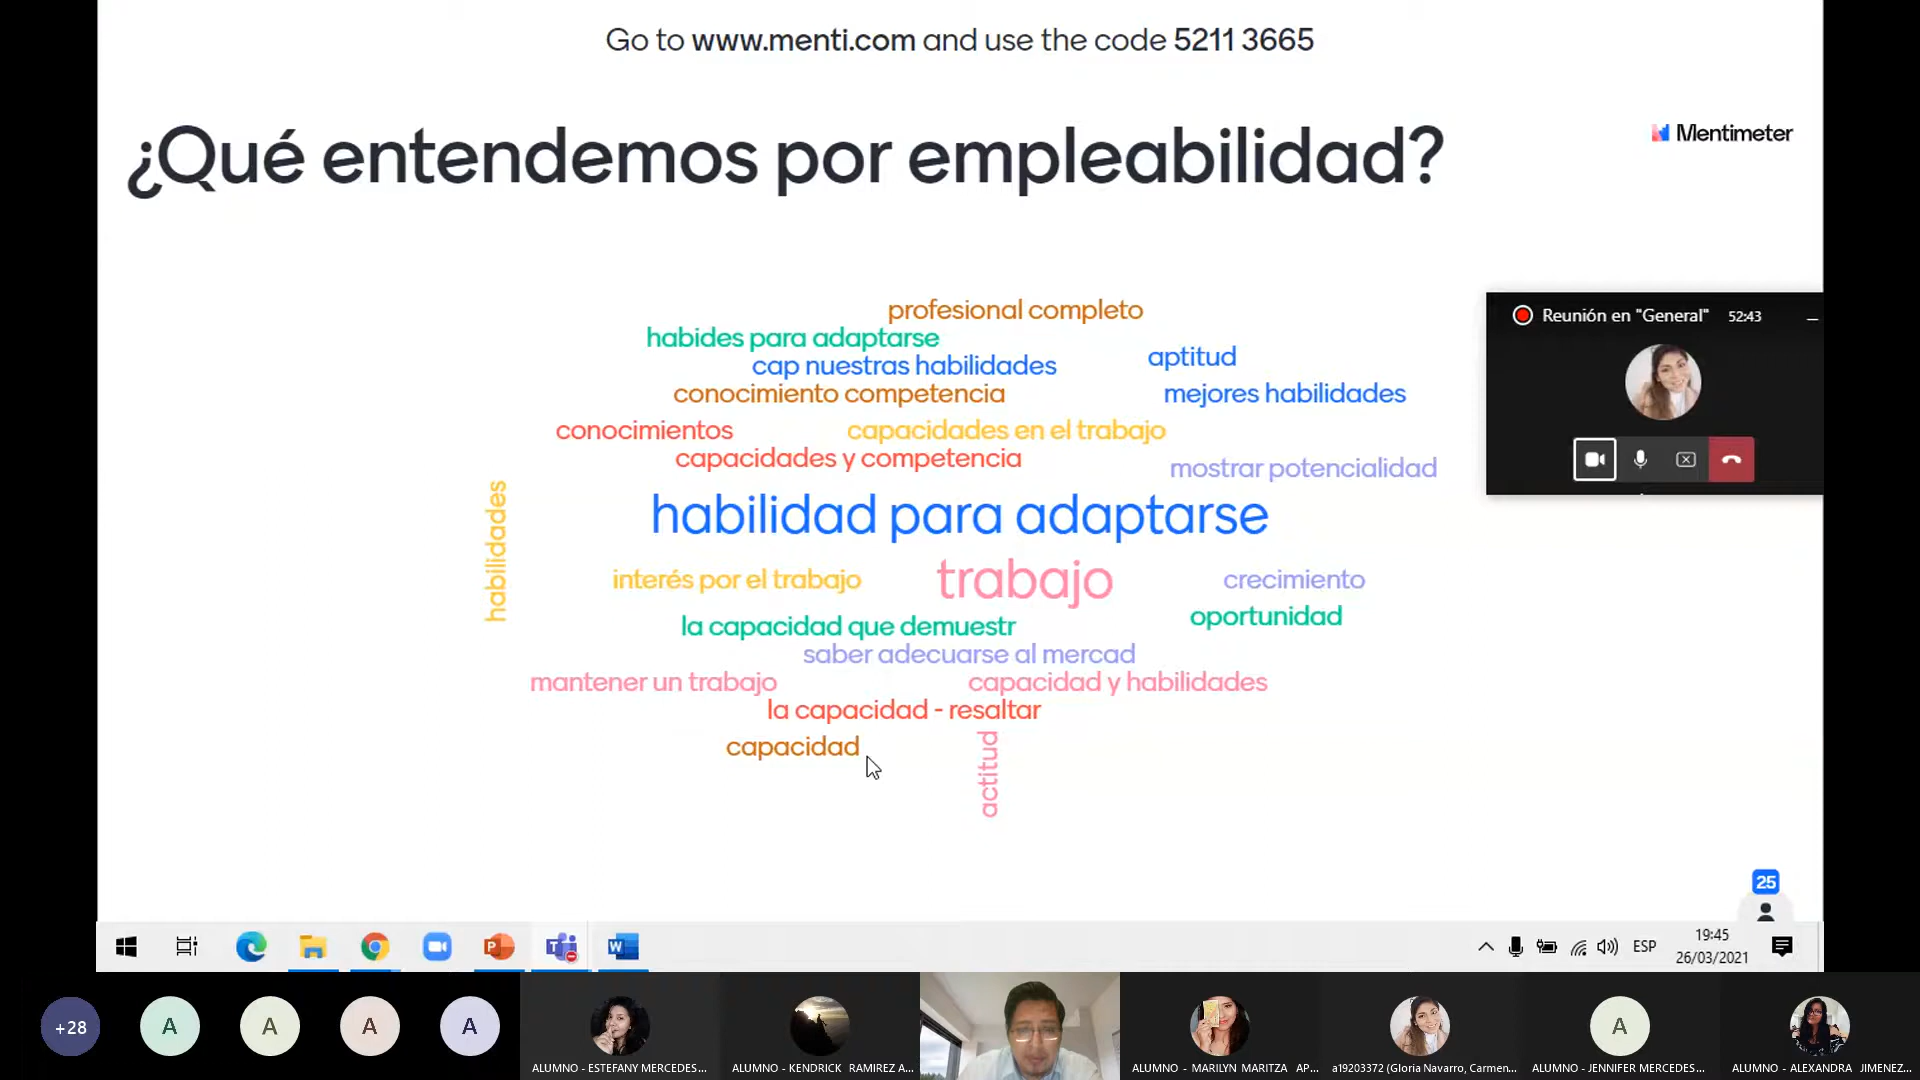 Go to www.menti.com and use the code 5211 3665
¿Qué entendemos por empleabilidad?
Mentimeter
profesional completo
habides para adaptarse
cap nuestras habilidades
aptitud
conocimiento competencia
mejores habilidades
conocimientos
capacidades en el trabajo
capacidades y competencia
mostrar potencialidad
habilidad para adaptarse
habilidades
interés por el trabajo
trabajo
crecimiento
oportunidad
la capacidad que demuestr
saber adecuarse al mercad
mantener un trabajo
capacidad y habilidades
la capacidad - resaltar
capacidad
actitud
Reunión en "General" 52:43
25
ESP
19:45
26/03/2021
+28
A
A
A
A
ALUMNO - ESTEFANY MERCEDES...
ALUMNO - KENDRICK RAMIREZ A...
ALUMNO - MARILYN MARITZA AP...
a19203372 (Gloria Navarro, Carmen...
A
ALUMNO - JENNIFER MERCEDES...
ALUMNO - ALEXANDRA JIMENEZ...